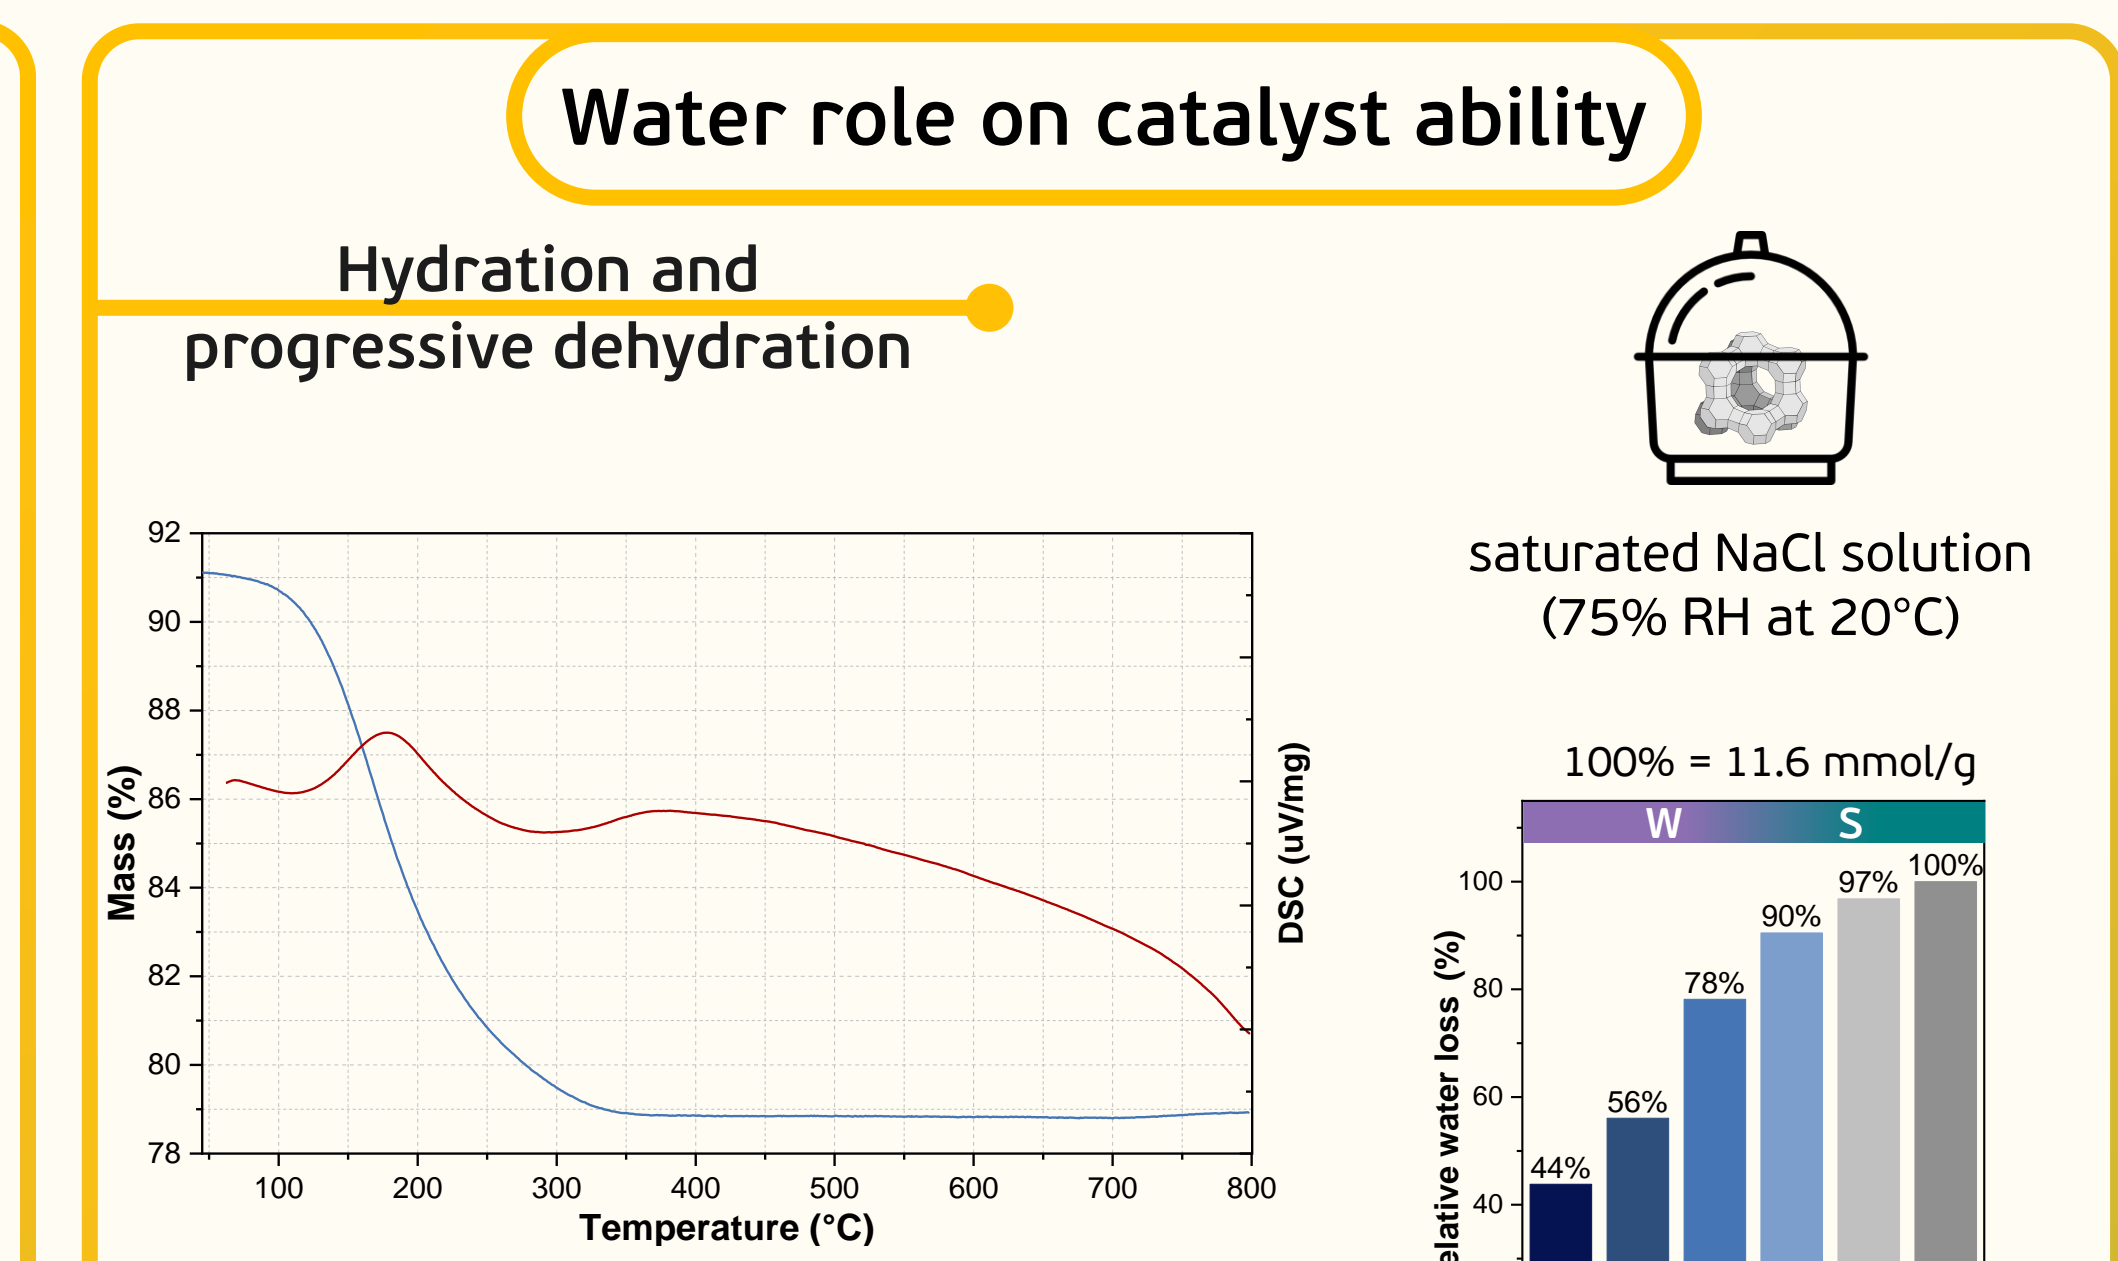 Water role on catalyst ability
Hydration and
progressive dehydration
saturated NaCl solution
(75% RH at 20°C)
92
90
88
86
84
82
80
78
Mass (%)
DSC (uV/mg)
100 200 300 400 500 600 700 800
Temperature (°C)
100% = 11.6 mmol/g
W S
100
80
60
40
water loss (%)
44%
56%
78%
90%
97%
100%